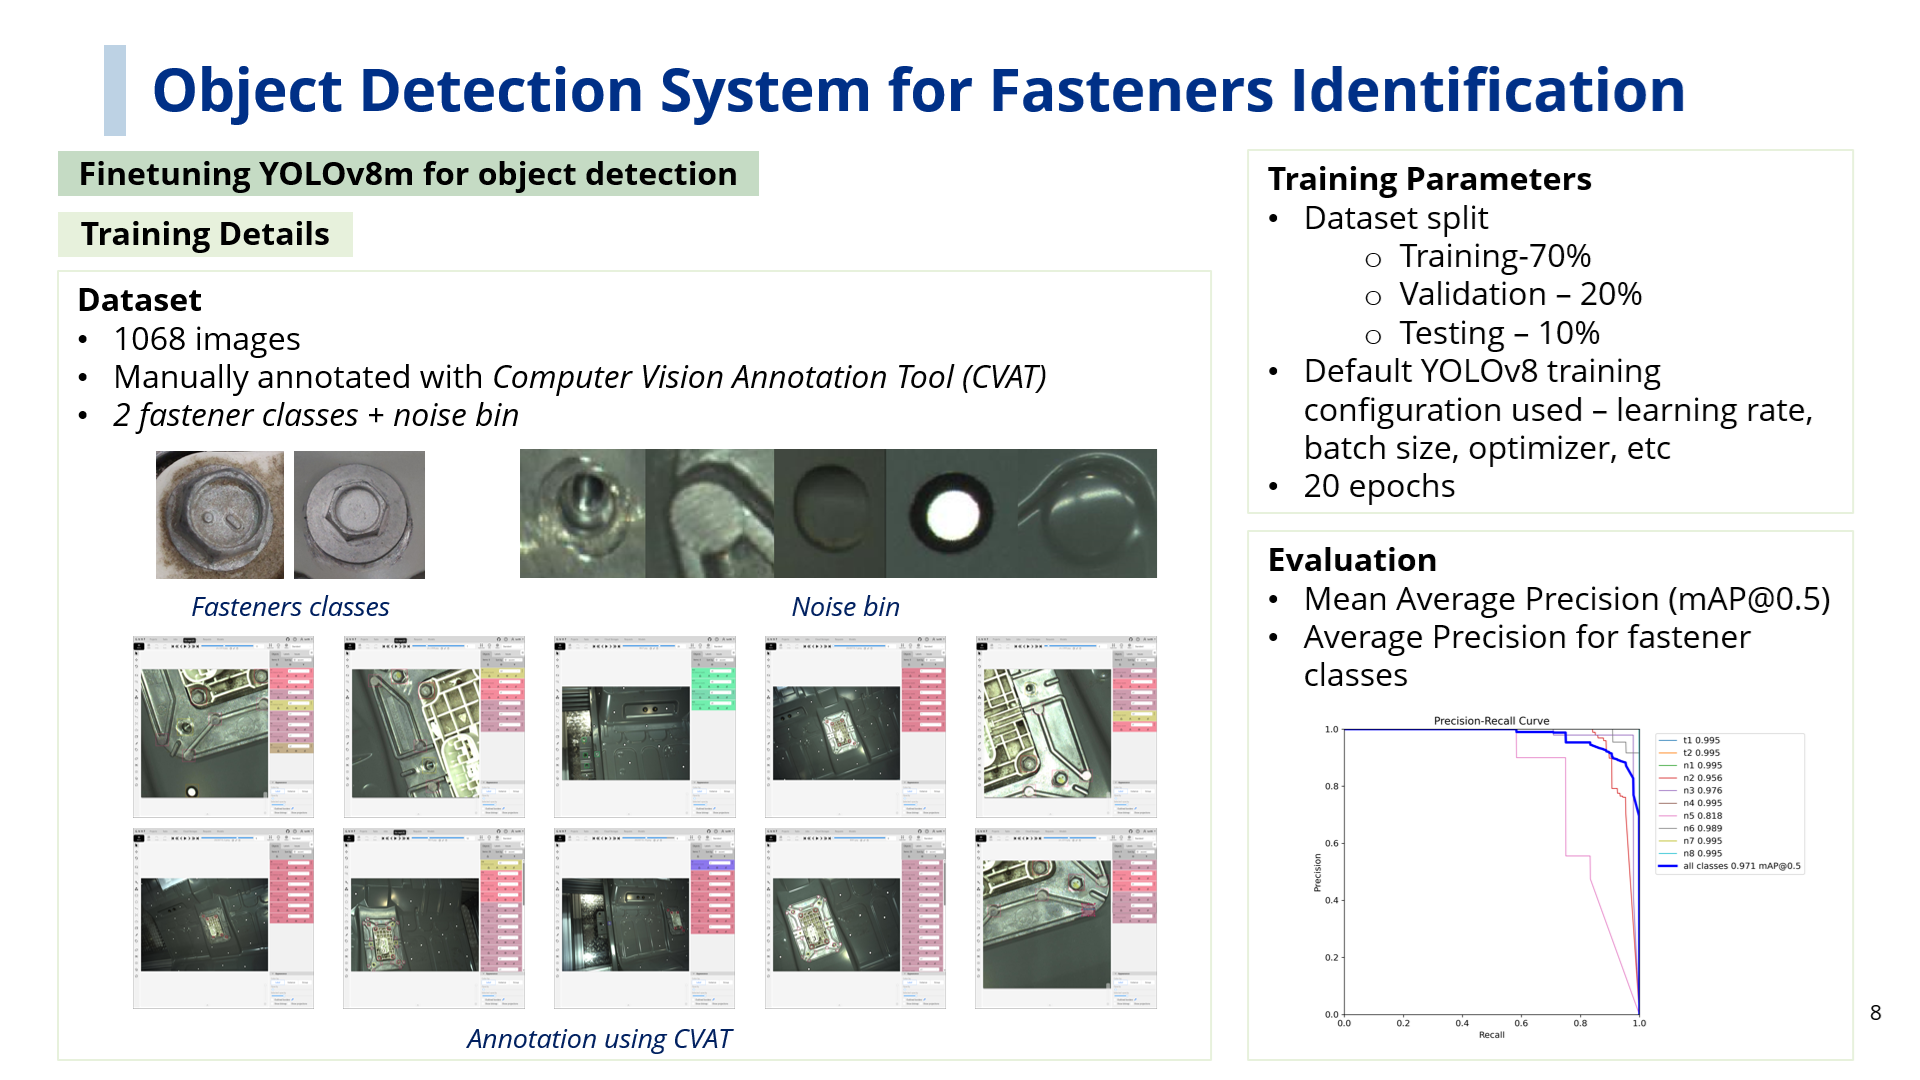 Object Detection System for Fasteners Identification
Finetuning YOLOv8m for object detection
Training Details
Dataset
• 1068 images
• Manually annotated with Computer Vision Annotation Tool (CVAT)
• 2 fastener classes + noise bin
Fasteners classes
Noise bin
Annotation using CVAT
Training Parameters
• Dataset split
o Training-70%
o Validation – 20%
o Testing – 10%
• Default YOLOv8 training
configuration used – learning rate,
batch size, optimizer, etc
• 20 epochs
Evaluation
• Mean Average Precision (mAP@0.5)
• Average Precision for fastener
classes
Precision-Recall Curve
1.0
0.8
0.6
0.4
0.2
0.0
Precision
0.0 0.2 0.4 0.6 0.8 1.0
Recall
t1 0.995
t2 0.995
n1 0.995
n2 0.956
n3 0.976
n4 0.995
n5 0.818
n6 0.989
n7 0.995
n8 0.995
all classes 0.971 mAP@0.5
8